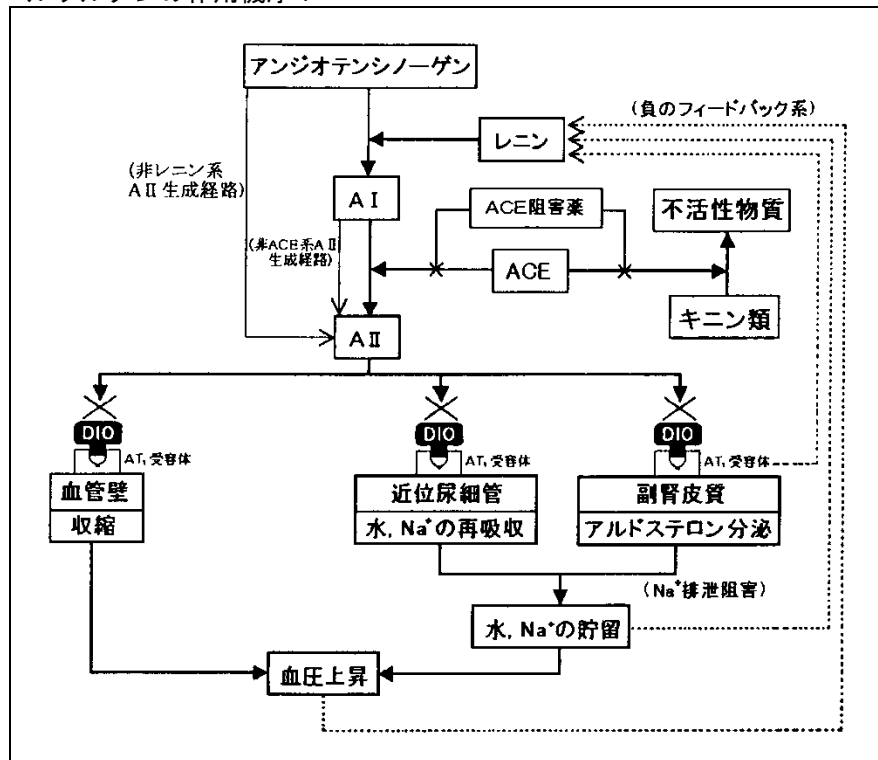 アンジオテンシノーゲン
(負のフィードバック系)
レニン
(非レニン系
AⅡ生成経路)
AⅠ
ACE阻害薬
不活性物質
(非ACE系AⅡ
生成経路)
ACE
キニン類
AⅡ
DIO
DIO
DIO
AT₁受容体
AT₁受容体
AT₁受容体
血管壁
近位尿細管
副腎皮質
収縮
水, Na⁺の再吸収
アルドステロン分泌
(Na⁺排泄阻害)
水, Na⁺の貯留
血圧上昇